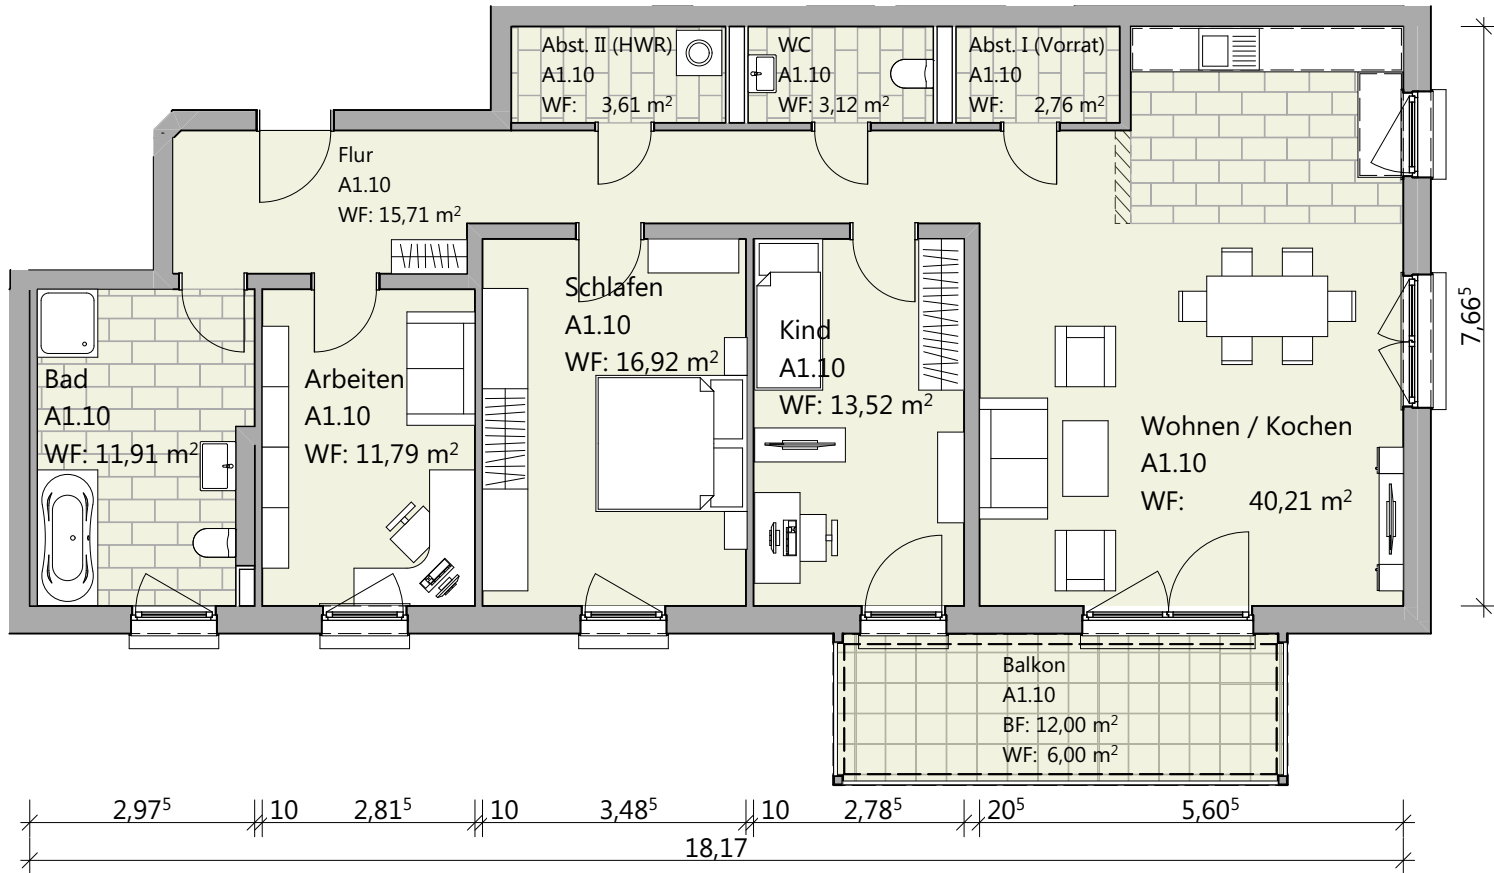 Abst. II (HWR)
A1.10
WF: 3,61 m²
WC
A1.10
WF: 3,12 m²
Abst. I (Vorrat)
A1.10
WF: 2,76 m²
Flur
A1.10
WF: 15,71 m²
Schlafen
A1.10
WF: 16,92 m²
Kind
A1.10
WF: 13,52 m²
Bad
A1.10
WF: 11,91 m²
Arbeiten
A1.10
WF: 11,79 m²
Wohnen / Kochen
A1.10
WF: 40,21 m²
7,66⁵
Balkon
A1.10
BF: 12,00 m²
WF: 6,00 m²
2,97⁵ 10 2,81⁵ 10 3,48⁵ 10 2,78⁵ 20⁵ 5,60⁵
18,17